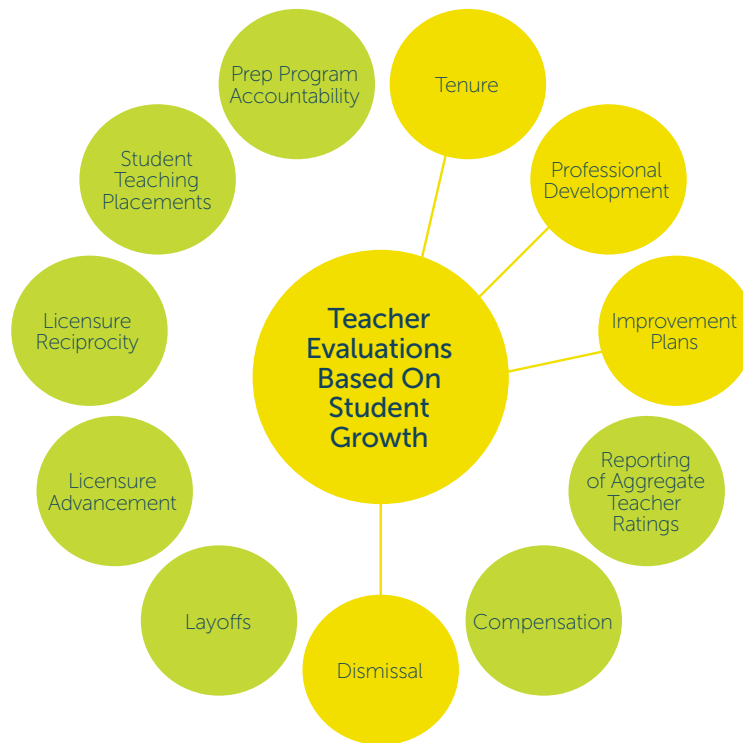 Prep Program
Accountability
Tenure
Student
Teaching
Placements
Professional
Development
Licensure
Reciprocity
Teacher
Evaluations
Based On
Student
Growth
Improvement
Plans
Licensure
Advancement
Reporting
of Aggregate
Teacher
Ratings
Layoffs
Compensation
Dismissal